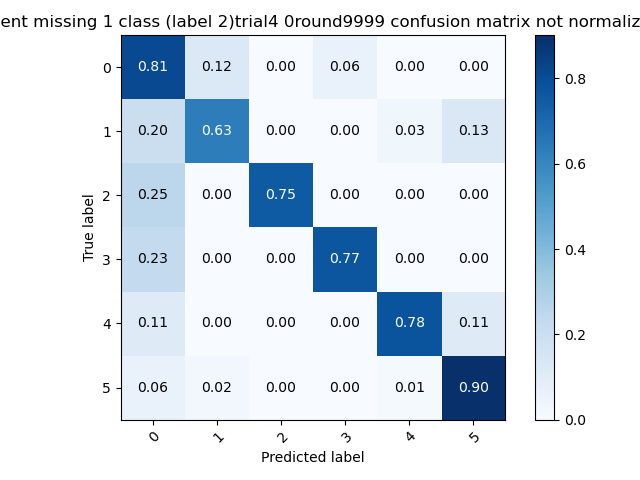 ent missing 1 class (label 2)trial4 0round9999 confusion matrix not normaliz
0 0.81 0.12 0.00 0.06 0.00 0.00
1 0.20 0.63 0.00 0.00 0.03 0.13
2 0.25 0.00 0.75 0.00 0.00 0.00
3 0.23 0.00 0.00 0.77 0.00 0.00
4 0.11 0.00 0.00 0.00 0.78 0.11
5 0.06 0.02 0.00 0.00 0.01 0.90
0 1 2 3 4 5
True label
Predicted label
0.8
0.6
0.4
0.2
0.0